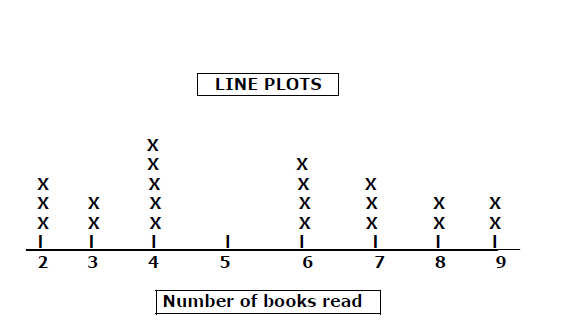 LINE PLOTS
X
X X
X X X X
X X X X X X X
X X X X X X X
I I I I I I I I
2 3 4 5 6 7 8 9
Number of books read